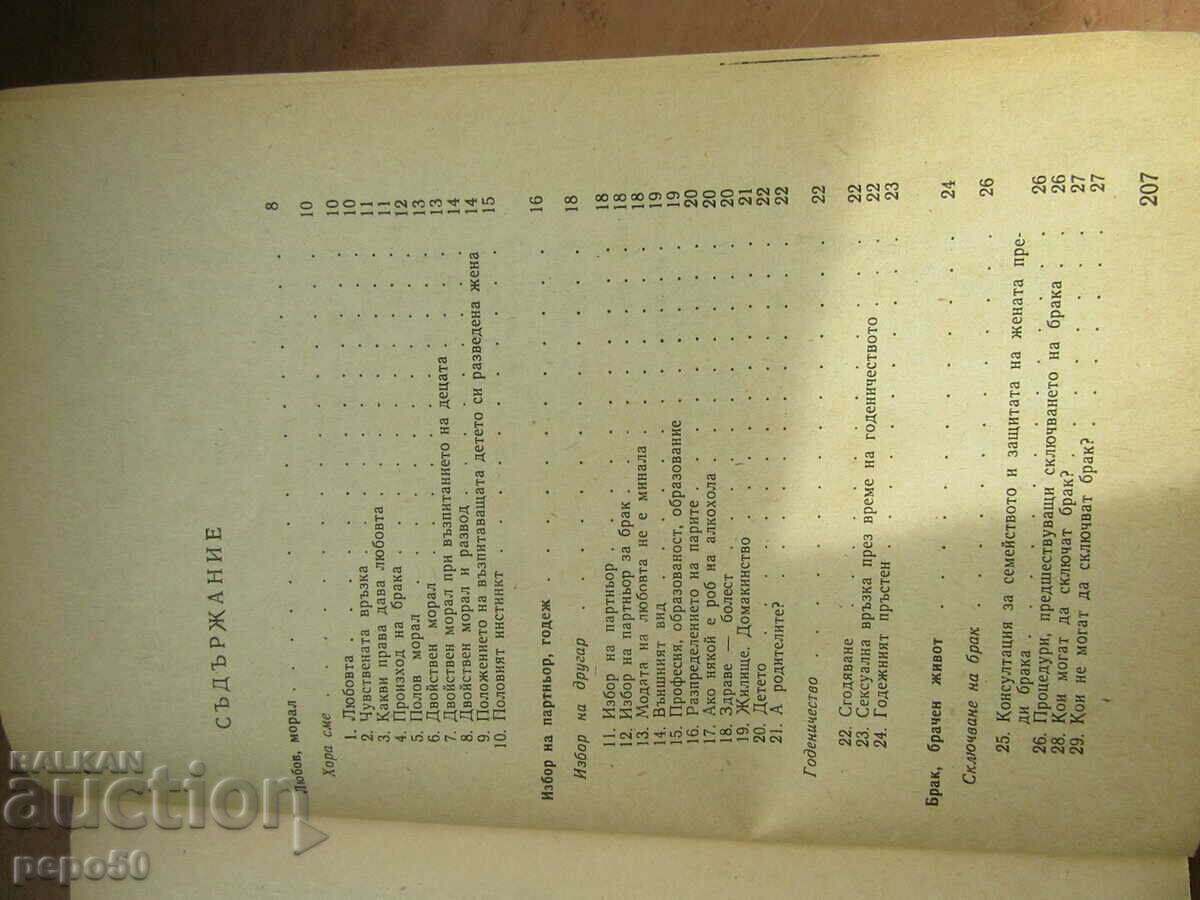 СЪДЪРЖАНИЕ
Любов, морал . . . . . . . . . 8
Хора сме . . . . . . . . . 10
1. Любовта . . . . . . . . . 10
2. Чувствената връзка . . . . . . . . . 10
3. Какви права дава любовта . . . . . . . . . 11
4. Произход на брака . . . . . . . . . 11
5. Полов морал . . . . . . . . . 12
6. Двойствен морал . . . . . . . . . 13
7. Двойствен морал при възпитанието на децата . . . . 13
8. Двойствен морал и развод . . . . . . . . . 14
9. Положението на възпитаващата детето си разведена жена 14
10. Половият инстинкт . . . . . . . . . 15
Избор на партньор, годеж . . . . . . . . . 16
Избор на другар . . . . . . . . . 18
11. Избор на партньор . . . . . . . . . 18
12. Избор на партньор за брак . . . . . . . . . 18
13. Модата на любовта не е минала . . . . . . . . . 18
14. Външният вид . . . . . . . . . 19
15. Професия, образованост, образование . . . . . . . . . 19
16. Разпределението на парите . . . . . . . . . 20
17. Ако някой е роб на алкохола . . . . . . . . . 20
18. Здраве — болест . . . . . . . . . 20
19. Жилище. Домакинство . . . . . . . . . 21
20. Детето . . . . . . . . . 22
21. А родителите? . . . . . . . . . 22
Годеничество . . . . . . . . . 22
22. Сгодяване . . . . . . . . . 22
23. Сексуална връзка през време на годеничеството . . . 22
24. Годежният пръстен . . . . . . . . . 23
Брак, брачен живот . . . . . . . . . 24
Сключване на брак . . . . . . . . . 26
25. Консултация за семейството и защитата на жената пре-
ди брака . . . . . . . . . 26
26. Процедури, предшествуващи сключването на брака . . 26
28. Кои могат да сключат брак? . . . . . . . . . 27
29. Кои не могат да сключват брак? . . . . . . . . . 27
207
BALKAN
auction
pepo50